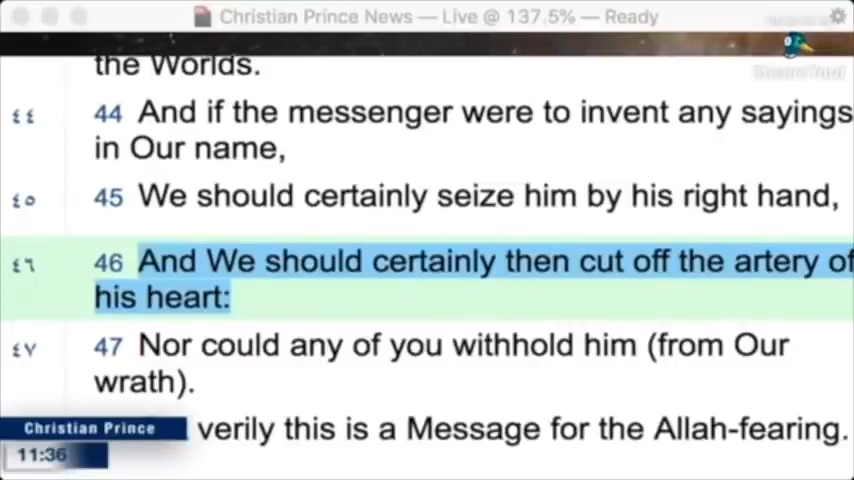 Christian Prince News — Live @ 137.5% — Ready
the Worlds.
٤٤ 44 And if the messenger were to invent any sayings
in Our name,
٤٥ 45 We should certainly seize him by his right hand,
٤٦ 46 And We should certainly then cut off the artery of
his heart:
٤٧ 47 Nor could any of you withhold him (from Our
wrath).
verily this is a Message for the Allah-fearing.
Christian Prince
11:36